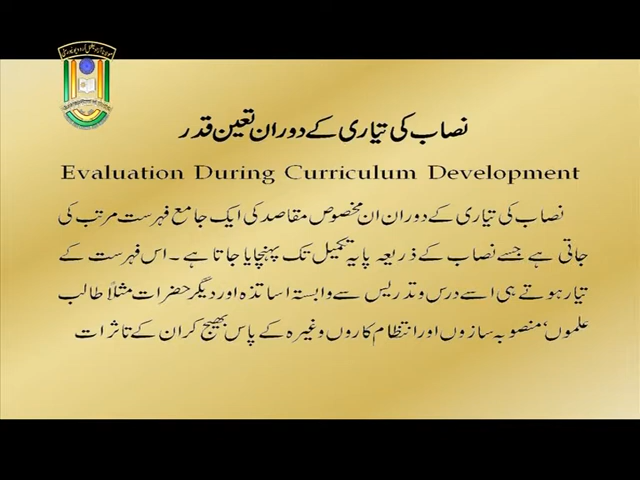 نصاب کی تیاری کے دوران تعین قدر
Evaluation During Curriculum Development
نصاب کی تیاری کے دوران ان مخصوص مقاصد کی ایک جامع فہرست مرتب کی
جاتی ہے جسے نصاب کے ذریعہ پایہ تکمیل تک پہنچایا جاتا ہے ۔ اس فہرست کے
تیار ہوتے ہی اسے درس و تدریس سے وابستہ اساتذہ اور دیگر حضرات مثلاً طالب
علموں‘ منصوبہ سازوں اور انتظام کاروں وغیرہ کے پاس بھیج کر ان کے تاثرات